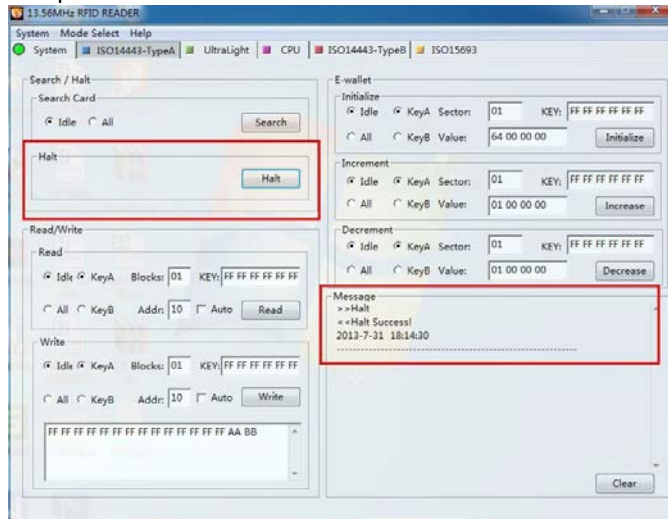 13.56MHz RFID READER
System Mode Select Help
System ISO14443-TypeA UltraLight CPU ISO14443-TypeB ISO15693
Search / Halt
Search Card
Idle All Search
Halt
Halt
Read/Write
Read
Idle KeyA Blocks: 01 KEY: FF FF FF FF FF FF
All KeyB Addr: 10 Auto Read
Write
Idle KeyA Blocks: 01 KEY: FF FF FF FF FF FF
All KeyB Addr: 10 Auto Write
FF FF FF FF FF FF FF FF FF FF FF FF FF FF AA BB
E-wallet
Initialize
Idle KeyA Sector: 01 KEY: FF FF FF FF FF FF
All KeyB Value: 64 00 00 00 Initialize
Increment
Idle KeyA Sector: 01 KEY: FF FF FF FF FF FF
All KeyB Value: 01 00 00 00 Increase
Decrement
Idle KeyA Sector: 01 KEY: FF FF FF FF FF FF
All KeyB Value: 01 00 00 00 Decrease
Message
>>Halt
<<Halt Success!
2013-7-31 18:14:30
Clear